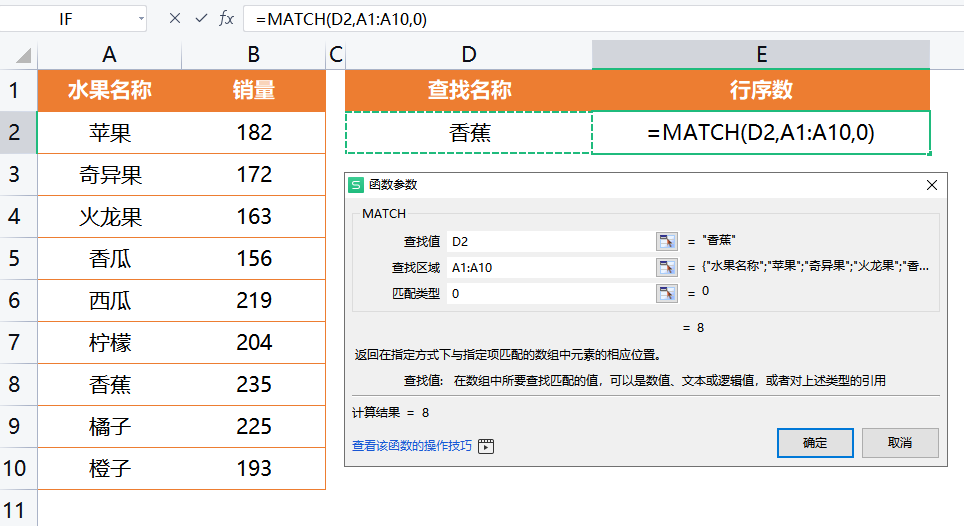 IF =MATCH(D2,A1:A10,0)
A B C D E
1 水果名称 销量 查找名称 行序数
2 苹果 182 香蕉 =MATCH(D2,A1:A10,0)
3 奇异果 172
4 火龙果 163
5 香瓜 156
6 西瓜 219
7 柠檬 204
8 香蕉 235
9 橘子 225
10 橙子 193
11
S 函数参数
MATCH
查找值 D2 = "香蕉"
查找区域 A1:A10 = {"水果名称";"苹果";"奇异果";"火龙果";"香...
匹配类型 0 = 0
= 8
返回在指定方式下与指定项匹配的数组中元素的相应位置。
查找值: 在数组中所要查找匹配的值，可以是数值、文本或逻辑值，或者对上述类型的引用
计算结果 = 8
查看该函数的操作技巧 确定 取消